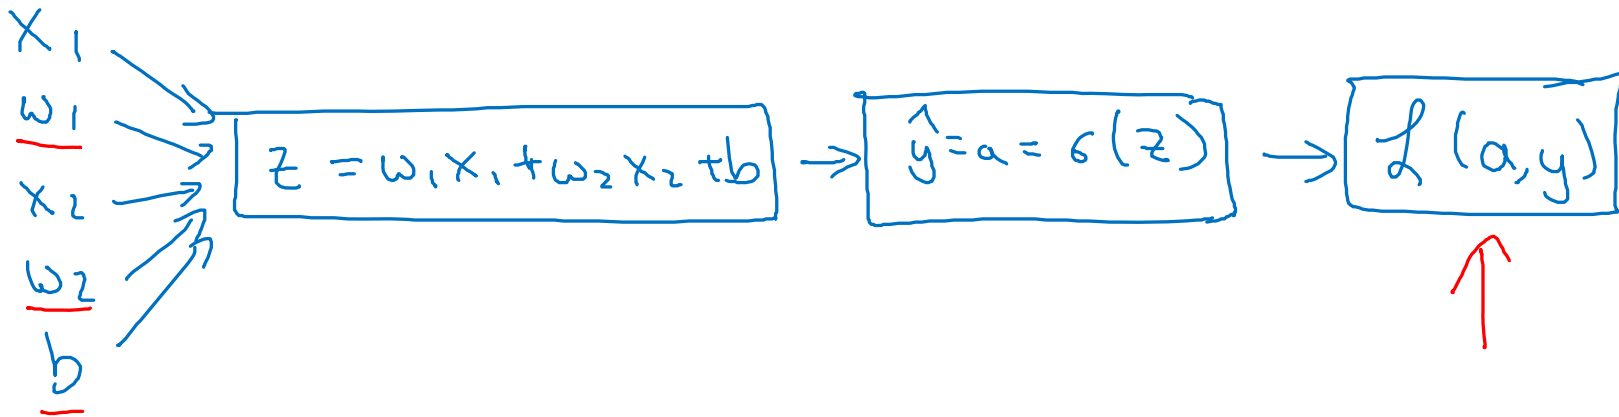 x₁
w₁
x₂
w₂
b
z = w₁x₁ + w₂x₂ + b
ŷ = a = σ(z)
ℒ(a, y)